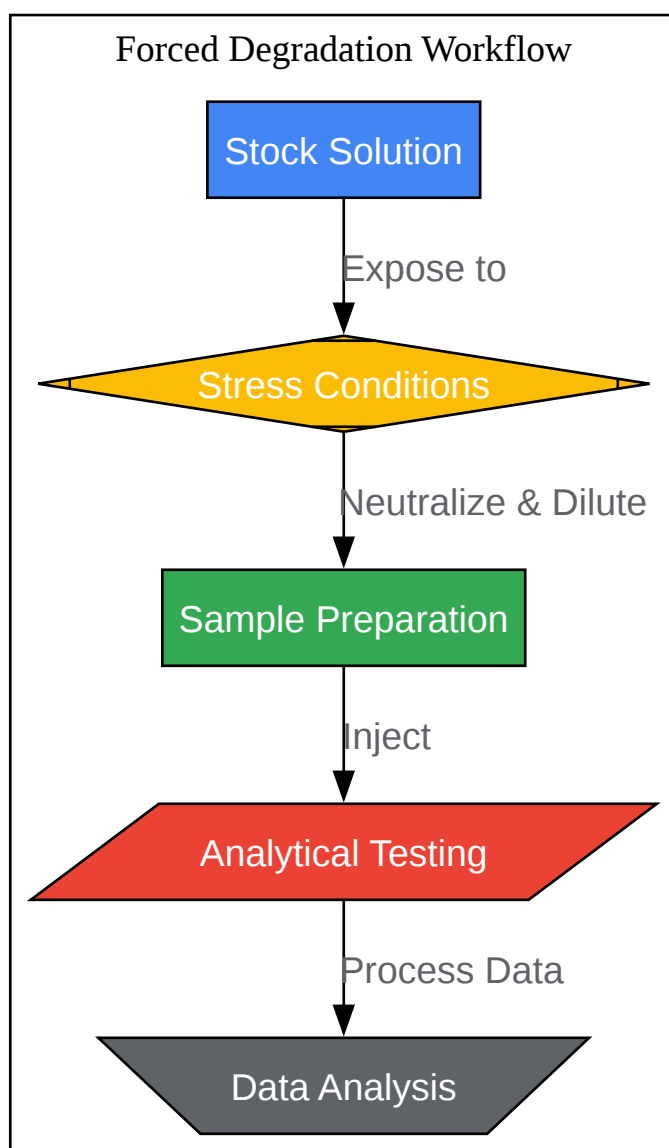 Forced Degradation Workflow
Stock Solution
Expose to
Stress Conditions
Neutralize & Dilute
Sample Preparation
Inject
Analytical Testing
Process Data
Data Analysis